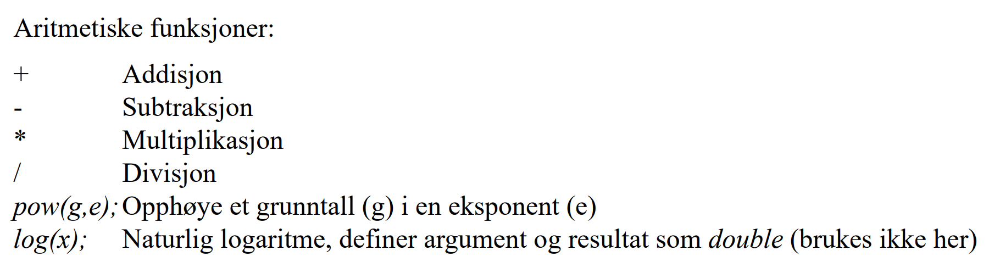 Aritmetiske funksjoner:
+ Addisjon
- Subtraksjon
* Multiplikasjon
/ Divisjon
pow(g,e); Opphøye et grunntall (g) i en eksponent (e)
log(x); Naturlig logaritme, definer argument og resultat som double (brukes ikke her)